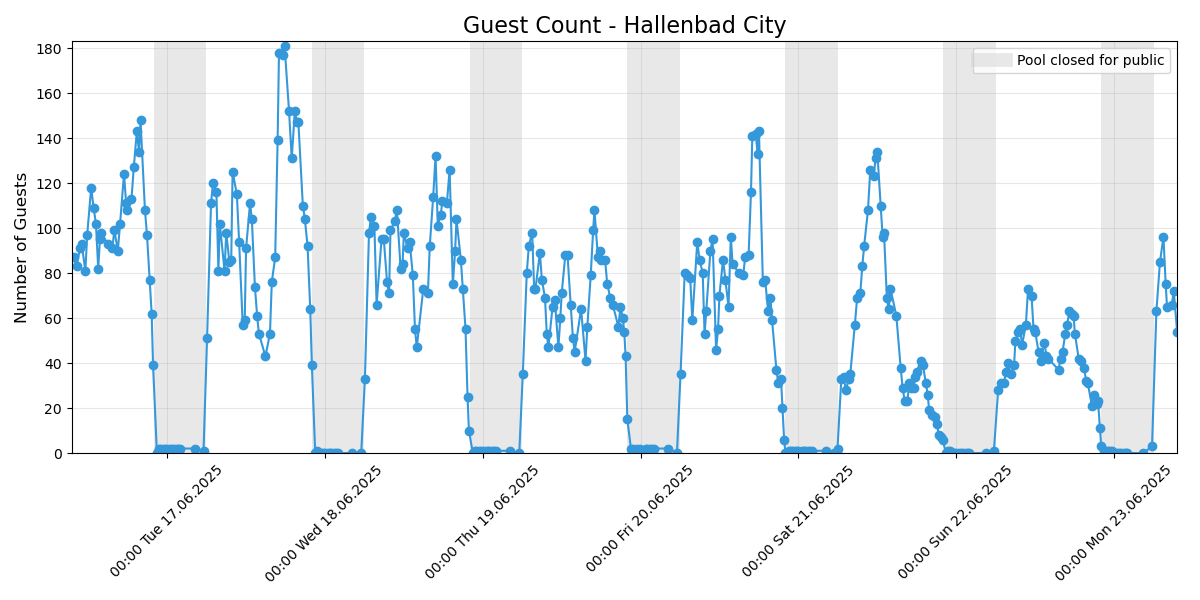 Guest Count - Hallenbad City
Pool closed for public
Number of Guests
180
160
140
120
100
80
60
40
20
0
00:00 Tue 17.06.2025
00:00 Wed 18.06.2025
00:00 Thu 19.06.2025
00:00 Fri 20.06.2025
00:00 Sat 21.06.2025
00:00 Sun 22.06.2025
00:00 Mon 23.06.2025